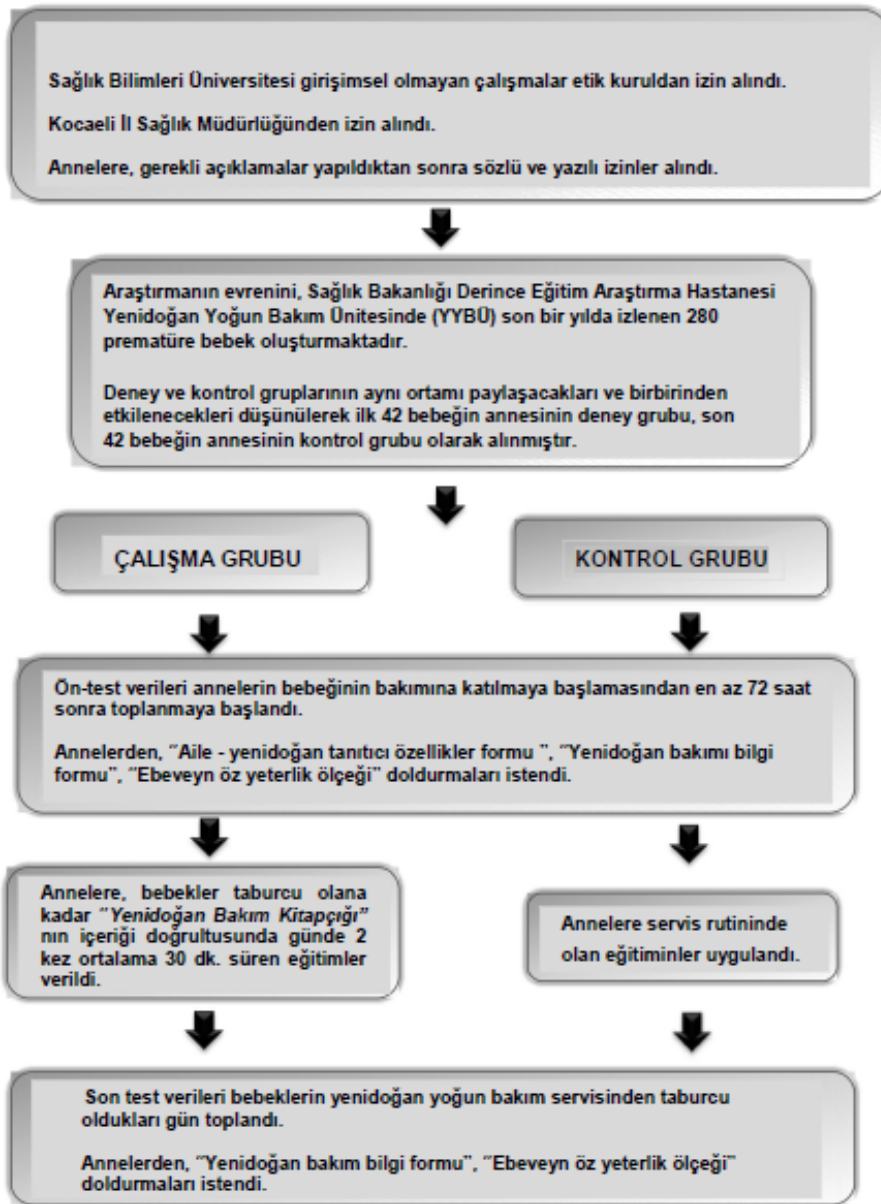 Sağlık Bilimleri Üniversitesi girişimsel olmayan çalışmalar etik kuruldan izin alındı.
Kocaeli İl Sağlık Müdürlüğünden izin alındı.
Annelere, gerekli açıklamalar yapıldıktan sonra sözlü ve yazılı izinler alındı.
Araştırmanın evrenini, Sağlık Bakanlığı Derince Eğitim Araştırma Hastanesi
Yenidoğan Yoğun Bakım Ünitesinde (YYBÜ) son bir yılda izlenen 280
prematüre bebek oluşturmaktadır.
Deney ve kontrol gruplarının aynı ortamı paylaşacakları ve birbirinden
etkilenecekleri düşünülerek ilk 42 bebeğin annesinin deney grubu, son
42 bebeğin annesinin kontrol grubu olarak alınmıştır.
ÇALIŞMA GRUBU
KONTROL GRUBU
Ön-test verileri annelerin bebeğinin bakımına katılmaya başlamasından en az 72 saat
sonra toplanmaya başlandı.
Annelerden, "Aile - yenidoğan tanıtıcı özellikler formu ", "Yenidoğan bakımı bilgi
formu", "Ebeveyn öz yeterlik ölçeği" doldurmaları istendi.
Annelere, bebekler taburcu olana
kadar "Yenidoğan Bakım Kitapçığı"
nın içeriği doğrultusunda günde 2
kez ortalama 30 dk. süren eğitimler
verildi.
Annelere servis rutininde
olan eğitiminler uygulandı.
Son test verileri bebeklerin yenidoğan yoğun bakım servisinden taburcu
oldukları gün toplandı.
Annelerden, "Yenidoğan bakım bilgi formu", "Ebeveyn öz yeterlik ölçeği"
doldurmaları istendi.